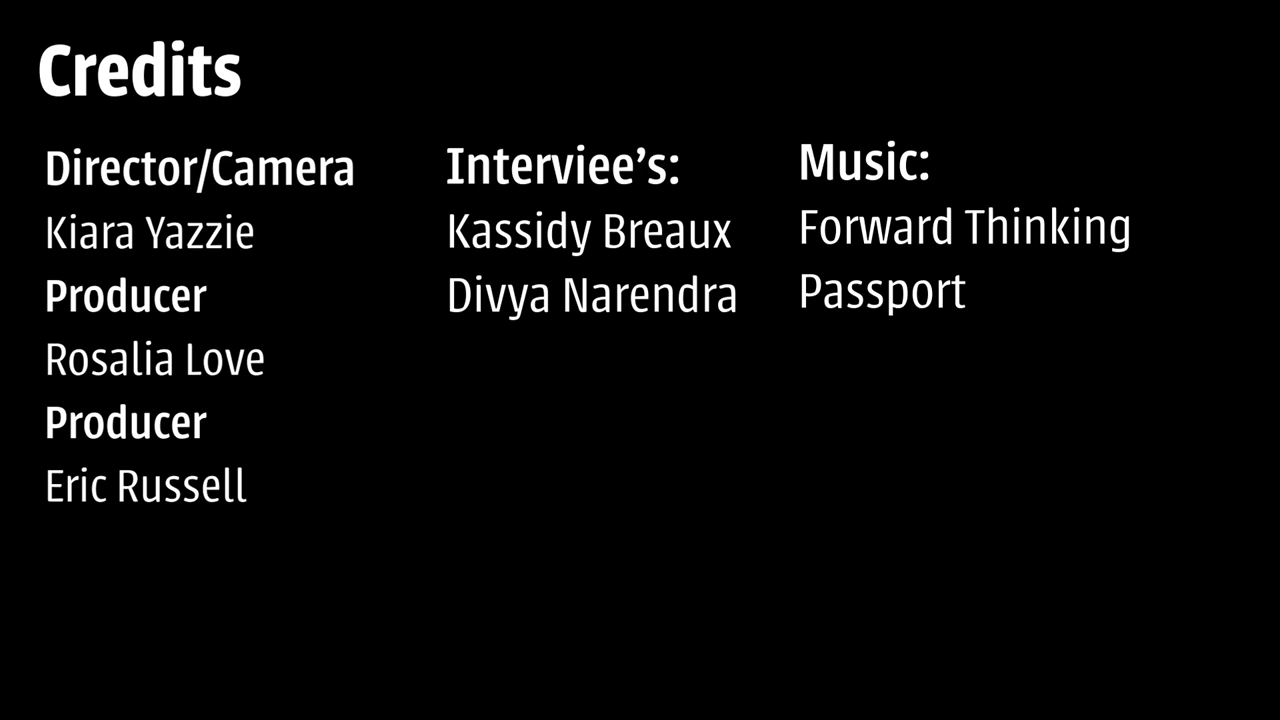 Credits
Director/Camera
Kiara Yazzie
Producer
Rosalia Love
Producer
Eric Russell
Interviee’s:
Kassidy Breaux
Divya Narendra
Music:
Forward Thinking
Passport